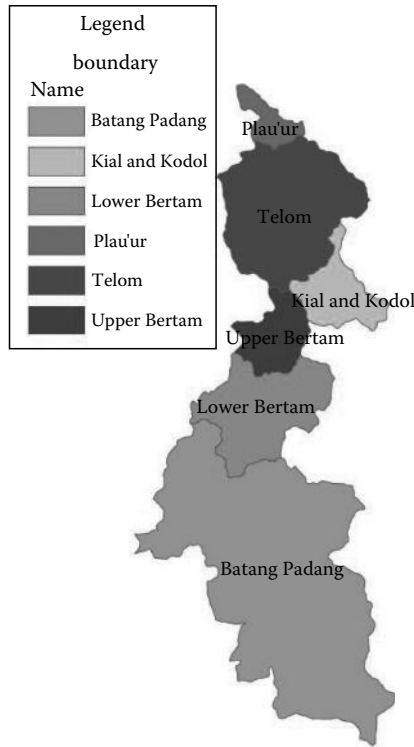 Legend
boundary
Name
Batang Padang
Kial and Kodol
Lower Bertam
Plau'ur
Telom
Upper Bertam
Plau'ur
Telom
Kial and Kodol
Upper Bertam
Lower Bertam
Batang Padang